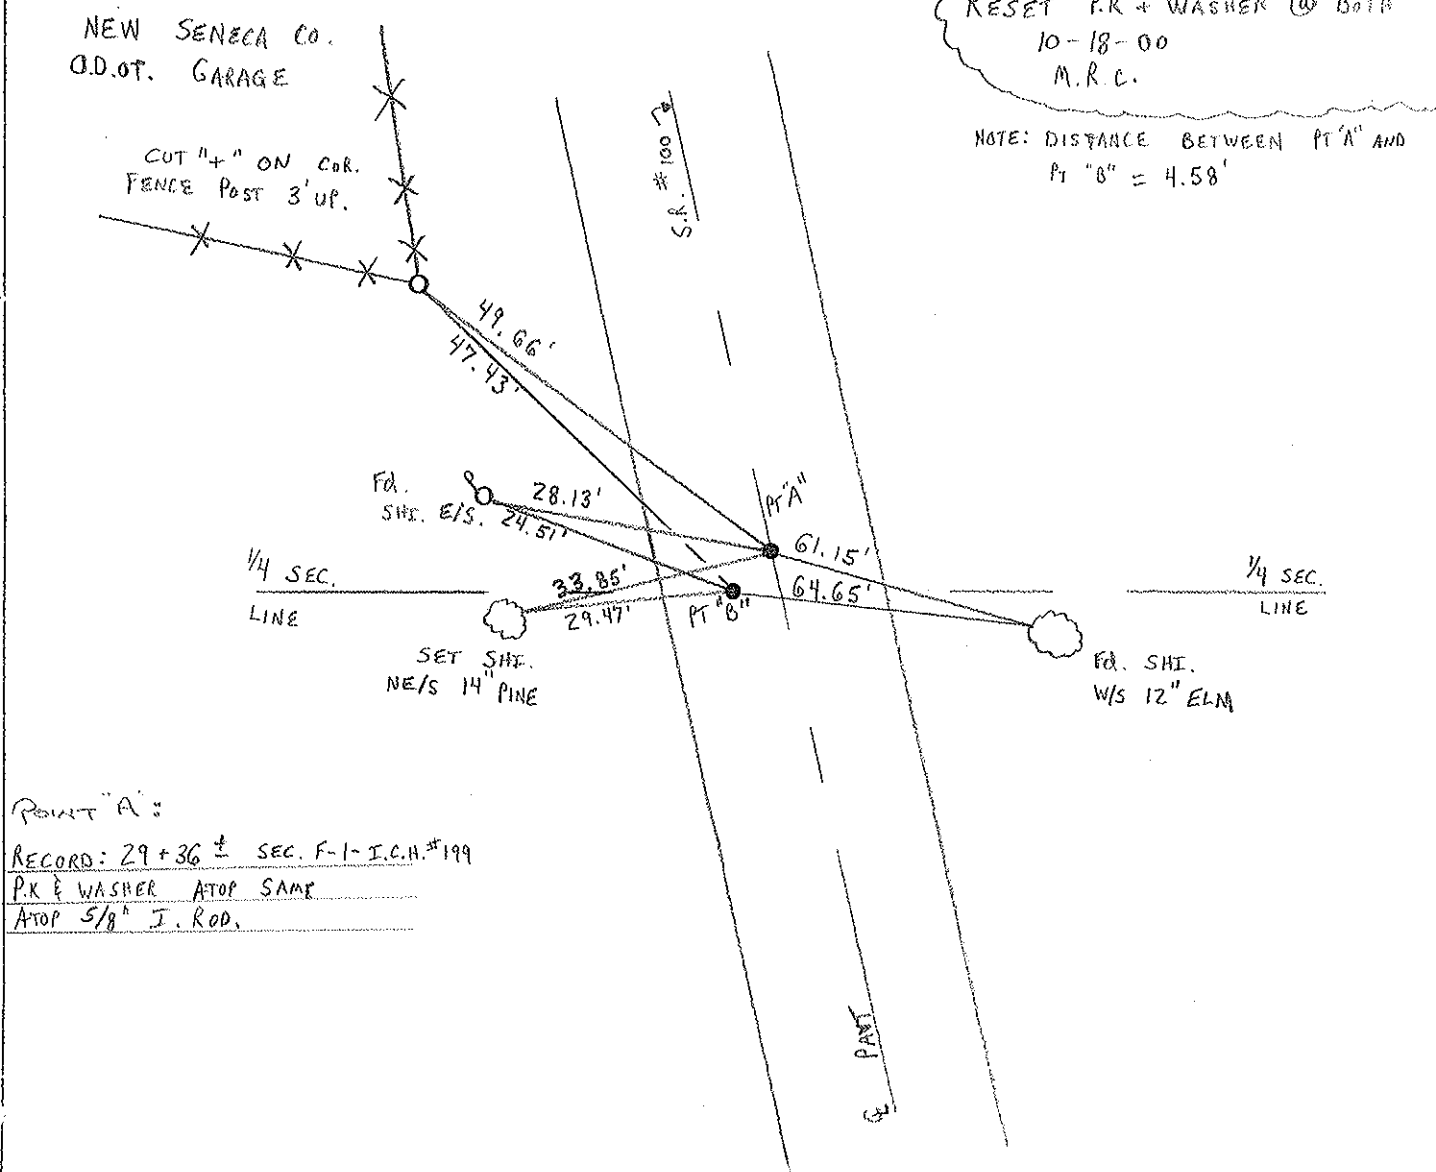 NEW SENECA CO.
O.D.OT. GARAGE
RESET P.K + WASHER @ BOTH
10-18-00
M.R.C.
NOTE: DISTANCE BETWEEN PT "A" AND
PT "B" = 4.58'
CUT "+" ON COR.
FENCE POST 3' UP.
S.R. #100
49.66'
47.43'
Fd.
SHI. E/S.
28.13'
24.51'
PT "A"
61.15'
64.65'
1/4 SEC.
LINE
33.85'
29.47'
PT "B"
1/4 SEC.
LINE
SET SHI.
NE/S 14" PINE
Fd. SHI.
W/S 12" ELM
POINT "A":
RECORD: 29+36 ± SEC. F-1-I.C.H.#199
P.K & WASHER ATOP SAME
ATOP 5/8" I. ROD.
℄ PAVT